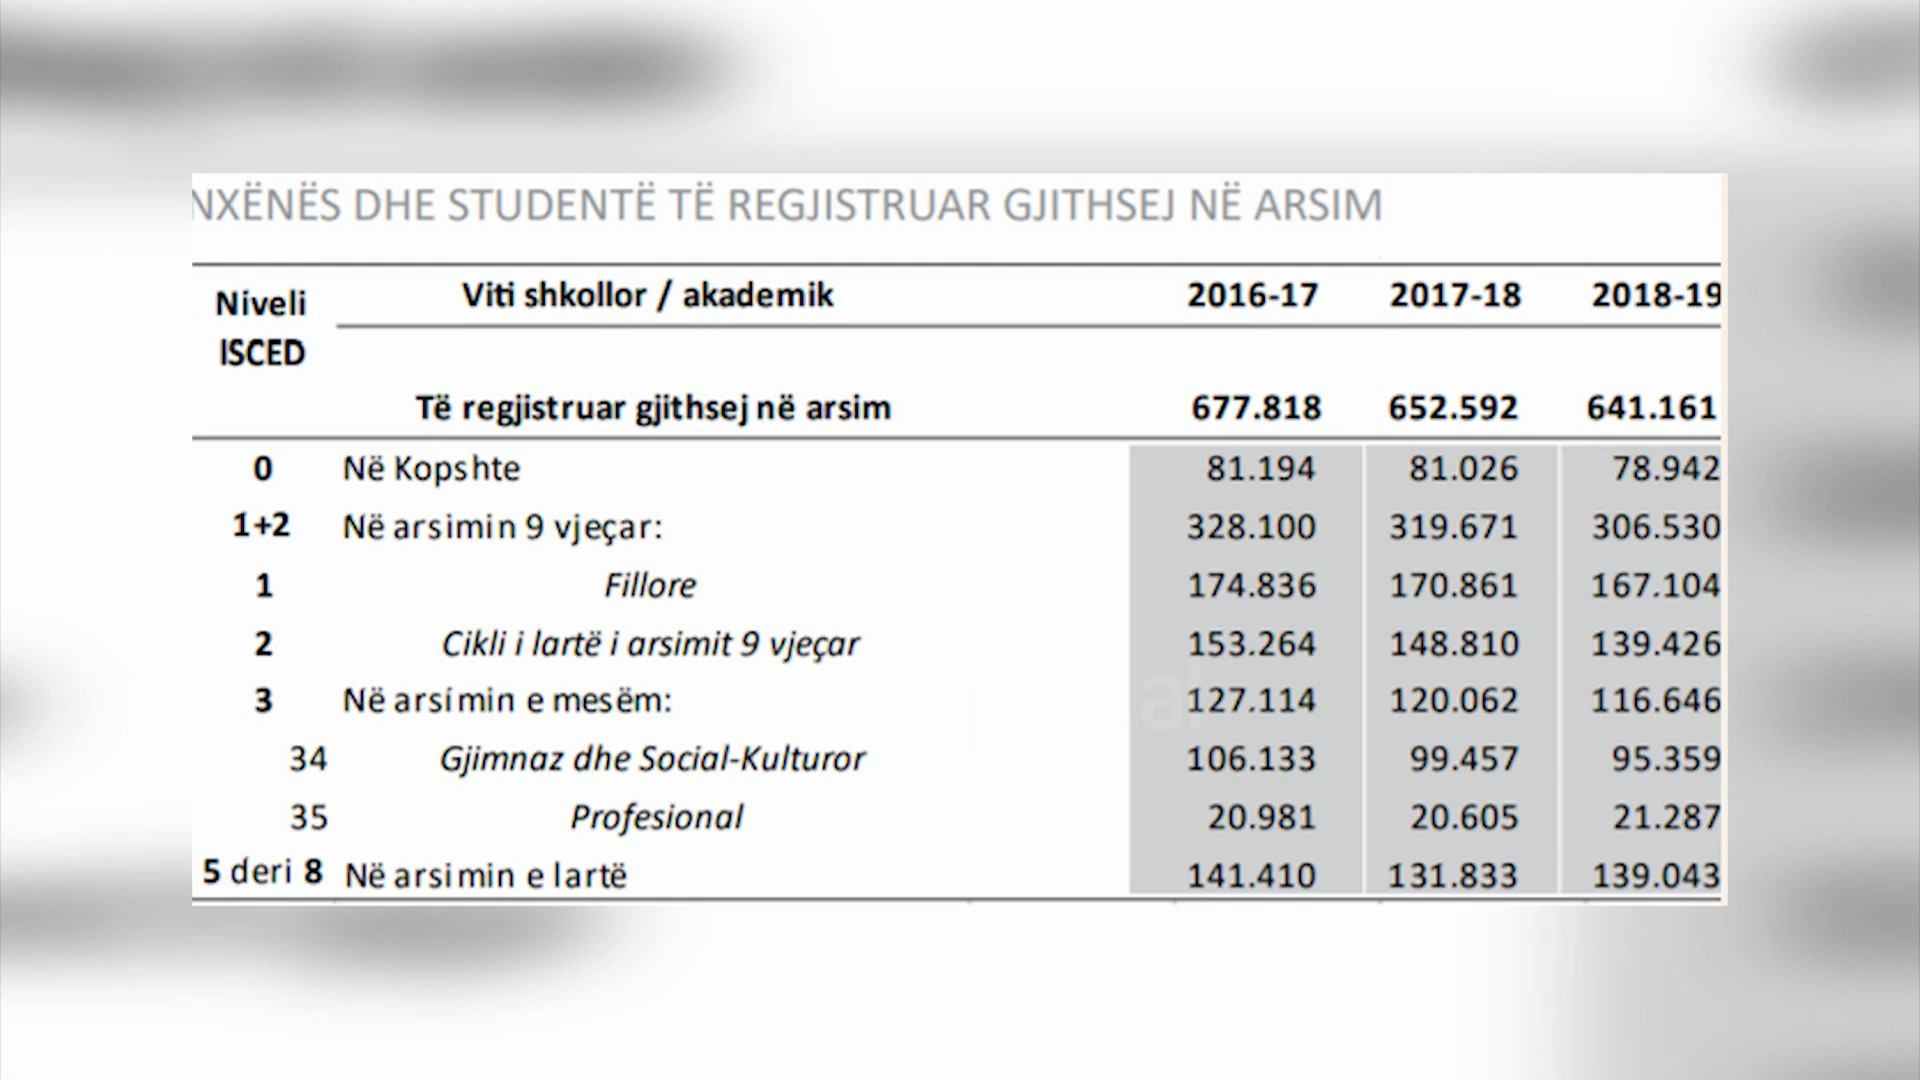 NXËNËS DHE STUDENTË TË REGJISTRUAR GJITHSEJ NË ARSIM
Niveli ISCED Viti shkollor / akademik 2016-17 2017-18 2018-19
Të regjistruar gjithsej në arsim 677.818 652.592 641.161
0 Në Kopshte 81.194 81.026 78.942
1+2 Në arsimin 9 vjeçar: 328.100 319.671 306.530
1 Fillore 174.836 170.861 167.104
2 Cikli i lartë i arsimit 9 vjeçar 153.264 148.810 139.426
3 Në arsimin e mesëm: 127.114 120.062 116.646
34 Gjimnaz dhe Social-Kulturor 106.133 99.457 95.359
35 Profesional 20.981 20.605 21.287
5 deri 8 Në arsimin e lartë 141.410 131.833 139.043